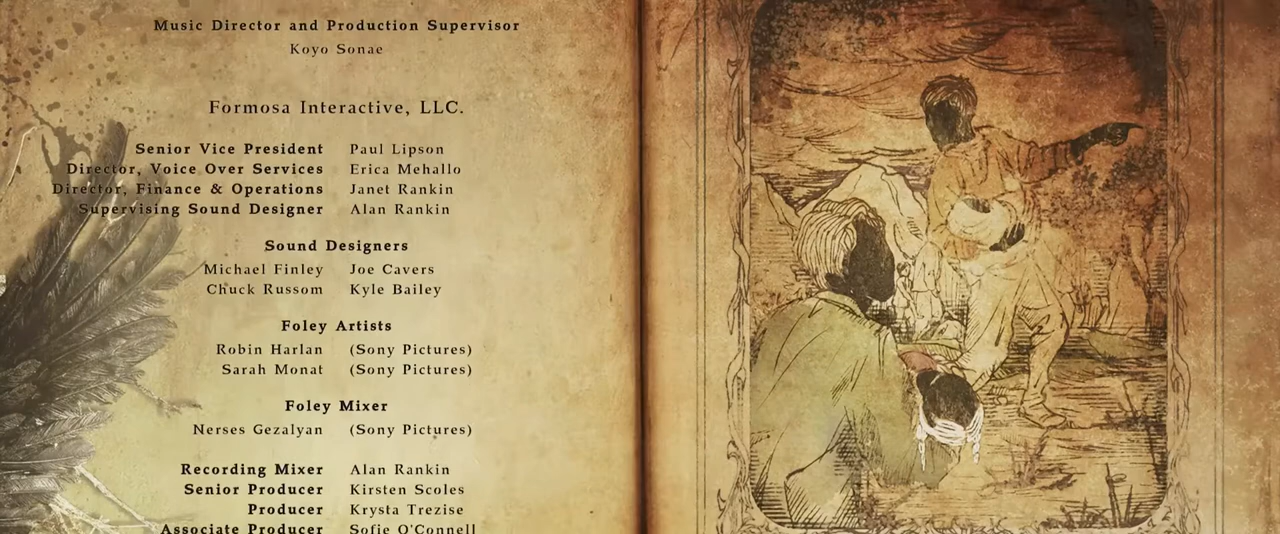 Music Director and Production Supervisor
Koyo Sonae
Formosa Interactive, LLC.
Senior Vice President Paul Lipson
Director, Voice Over Services Erica Mehallo
Director, Finance & Operations Janet Rankin
Supervising Sound Designer Alan Rankin
Sound Designers
Michael Finley Joe Cavers
Chuck Russom Kyle Bailey
Foley Artists
Robin Harlan (Sony Pictures)
Sarah Monat (Sony Pictures)
Foley Mixer
Nerses Gezalyan (Sony Pictures)
Recording Mixer Alan Rankin
Senior Producer Kirsten Scoles
Producer Krysta Trezise
Associate Producer Sofie O'Connell